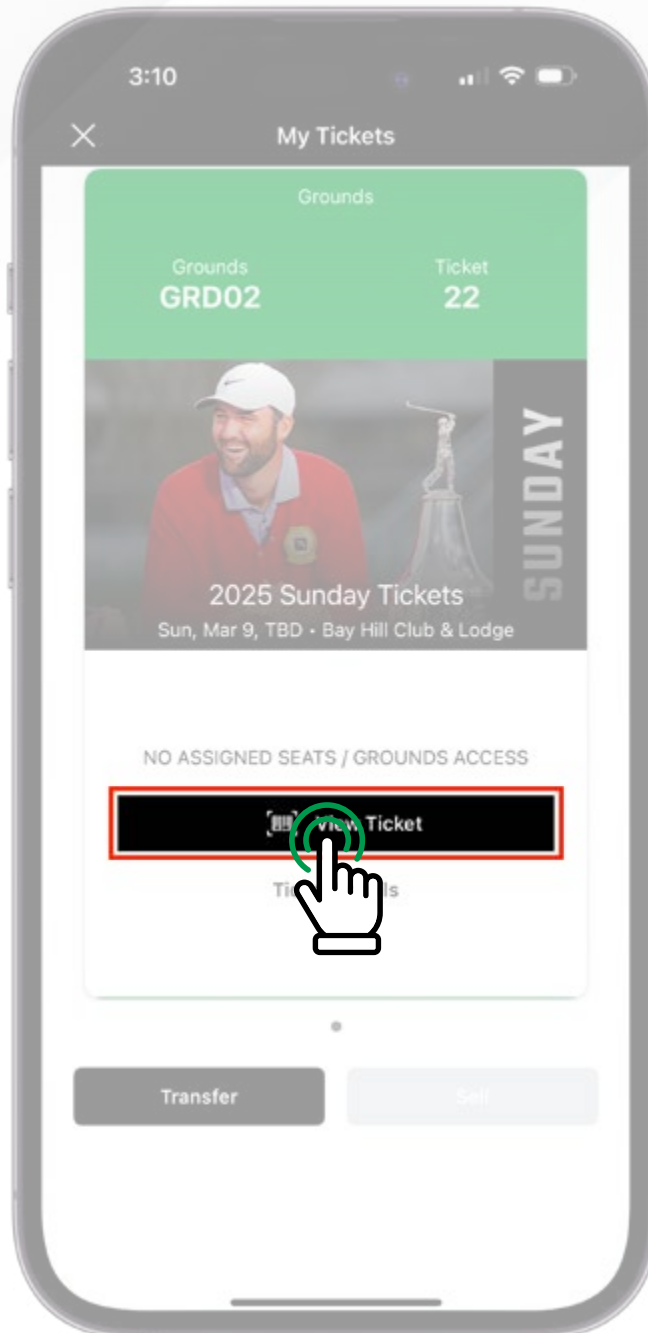 3:10
My Tickets
Grounds
Grounds Ticket
GRD02 22
SUNDAY
2025 Sunday Tickets
Sun, Mar 9, TBD • Bay Hill Club & Lodge
NO ASSIGNED SEATS / GROUNDS ACCESS
View Ticket
Transfer Sell